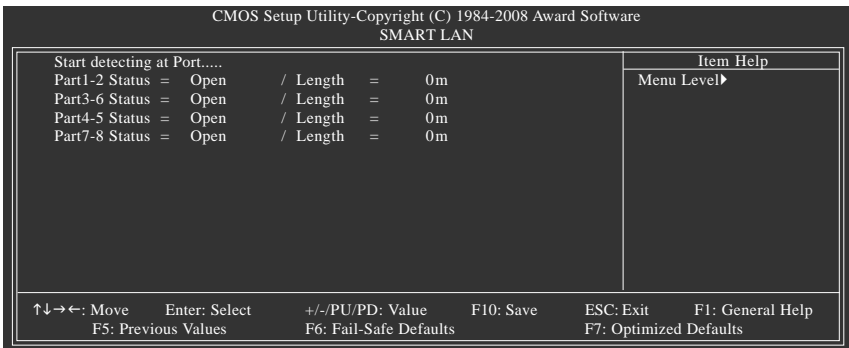 CMOS Setup Utility-Copyright (C) 1984-2008 Award Software
SMART LAN
Start detecting at Port.....
Part1-2 Status = Open / Length = 0m
Part3-6 Status = Open / Length = 0m
Part4-5 Status = Open / Length = 0m
Part7-8 Status = Open / Length = 0m
Item Help
Menu Level▶
↑↓→←: Move Enter: Select +/-/PU/PD: Value F10: Save ESC: Exit F1: General Help
F5: Previous Values F6: Fail-Safe Defaults F7: Optimized Defaults